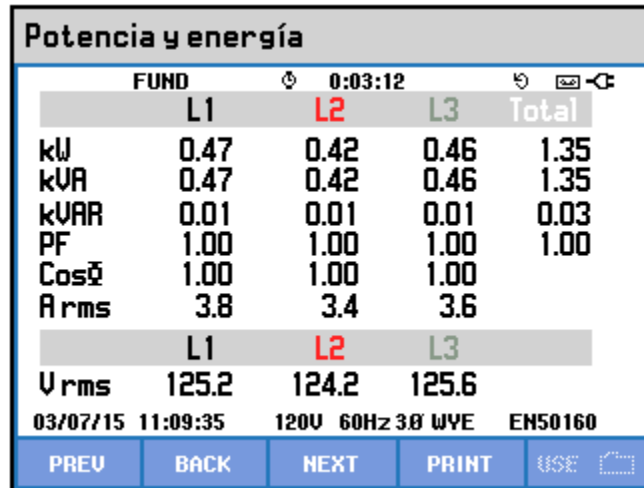 Potencia y energía
FUND 0:03:12
L1 L2 L3 Total
kW 0.47 0.42 0.46 1.35
kVA 0.47 0.42 0.46 1.35
kVAR 0.01 0.01 0.01 0.03
PF 1.00 1.00 1.00 1.00
CosΦ 1.00 1.00 1.00
A rms 3.8 3.4 3.6
L1 L2 L3
V rms 125.2 124.2 125.6
03/07/15 11:09:35 120V 60Hz 3Ø WYE EN50160
PREV BACK NEXT PRINT USE